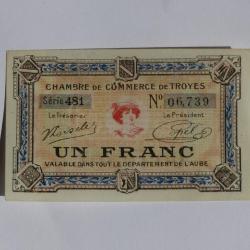 CHAMBRE DE COMMERCE DE TROYES
Série 481 No 06,739
Le Trésorier Le Président
UN FRANC
VALABLE DANS TOUT LE DEPARTEMENT DE L'AUBE